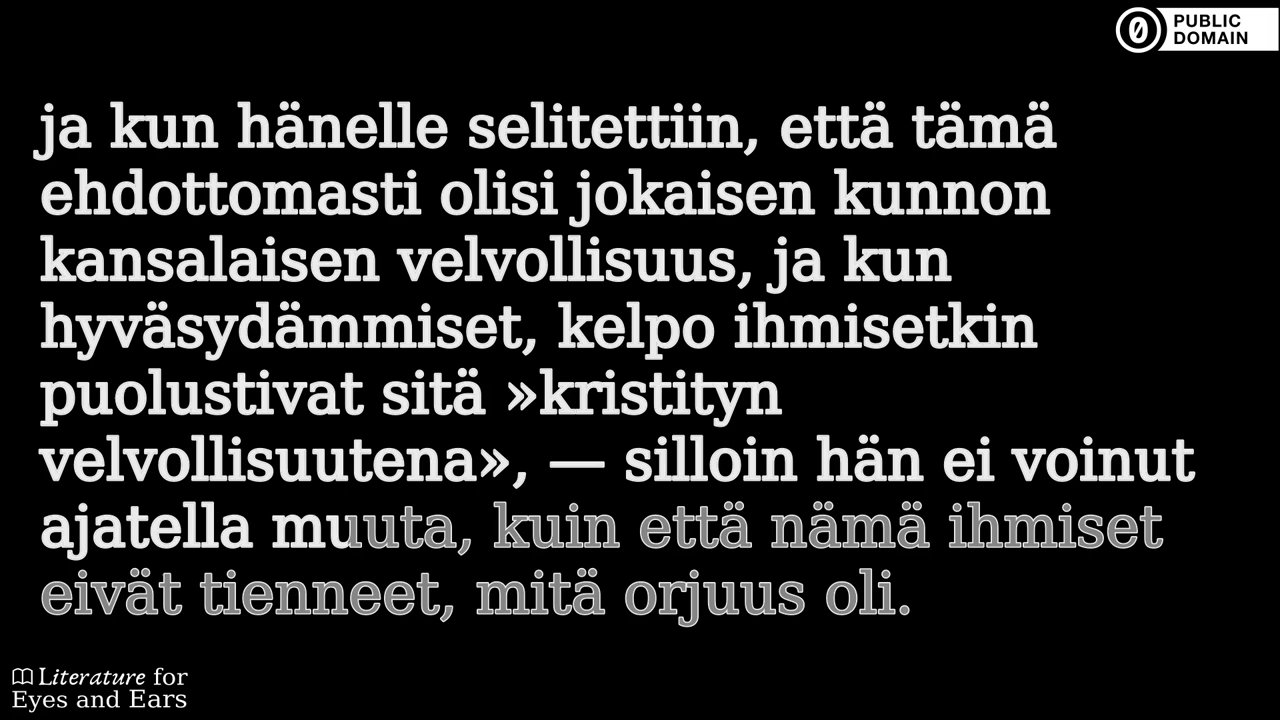 PUBLIC
DOMAIN
ja kun hänelle selitettiin, että tämä
ehdottomasti olisi jokaisen kunnon
kansalaisen velvollisuus, ja kun
hyväsydämmiset, kelpo ihmisetkin
puolustivat sitä »kristityn
velvollisuutena», — silloin hän ei voinut
ajatella muuta, kuin että nämä ihmiset
eivät tienneet, mitä orjuus oli.
Literature for
Eyes and Ears